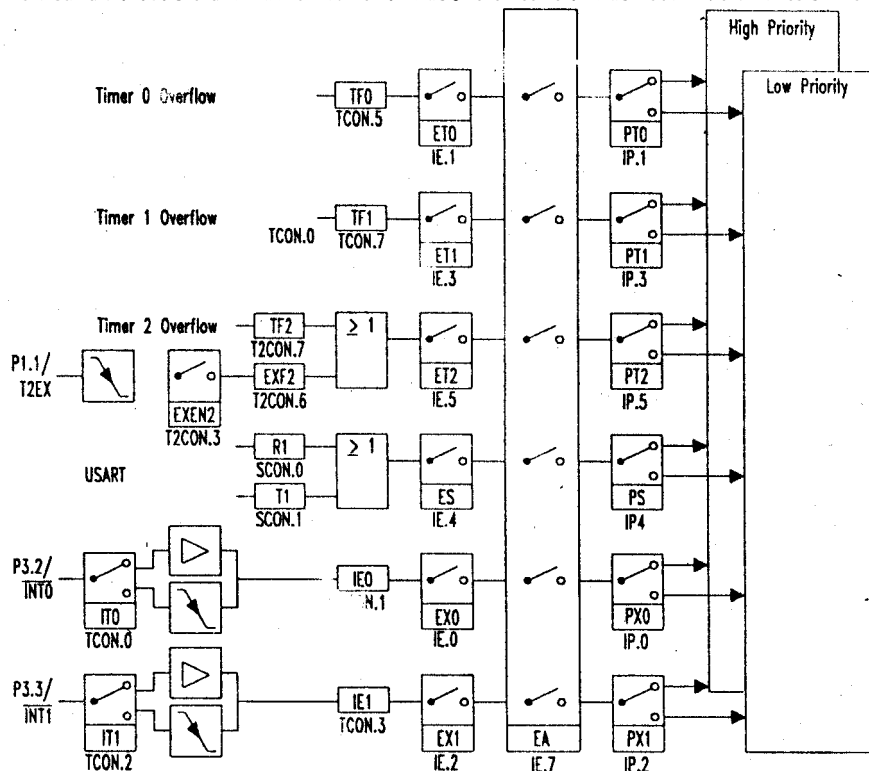 High Priority
Low Priority
Timer 0 Overflow
TF0
TCON.5
ET0
IE.1
PT0
IP.1
Timer 1 Overflow
TCON.0
TF1
TCON.7
ET1
IE.3
PT1
IP.3
Timer 2 Overflow
TF2
T2CON.7
≥ 1
P1.1/
T2EX
EXEN2
T2CON.3
EXF2
T2CON.6
ET2
IE.5
PT2
IP.5
USART
R1
SCON.0
T1
SCON.1
≥ 1
ES
IE.4
PS
IP4
P3.2/
INT0
IT0
TCON.0
IE0
N.1
EX0
IE.0
PX0
IP.0
P3.3/
INT1
IT1
TCON.2
IE1
TCON.3
EX1
IE.2
EA
IE.7
PX1
IP.2